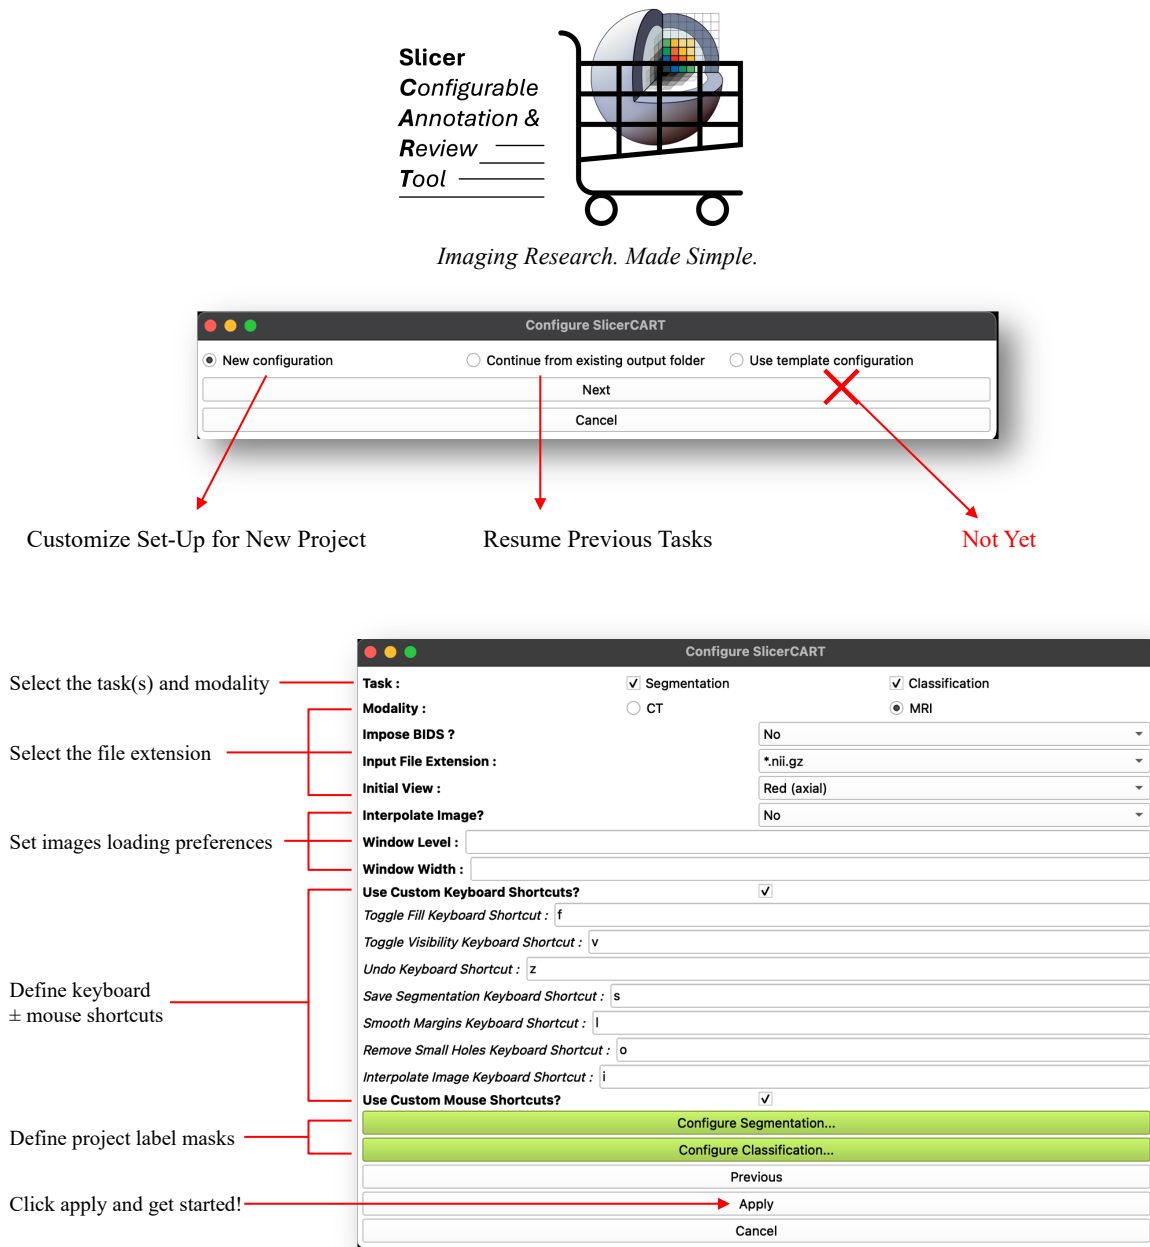 Slicer
Configurable
Annotation &
Review
Tool
Imaging Research. Made Simple.
Configure SlicerCART
New configuration
Continue from existing output folder
Use template configuration
Next
Cancel
Customize Set-Up for New Project
Resume Previous Tasks
Not Yet
Configure SlicerCART
Select the task(s) and modality
Task :
Segmentation
Classification
Modality :
CT
MRI
Select the file extension
Impose BIDS ?
No
Input File Extension :
*.nii.gz
Initial View :
Red (axial)
Set images loading preferences
Interpolate Image?
No
Window Level :
Window Width :
Define keyboard
± mouse shortcuts
Use Custom Keyboard Shortcuts?
Toggle Fill Keyboard Shortcut : f
Toggle Visibility Keyboard Shortcut : v
Undo Keyboard Shortcut : z
Save Segmentation Keyboard Shortcut : s
Smooth Margins Keyboard Shortcut : l
Remove Small Holes Keyboard Shortcut : o
Interpolate Image Keyboard Shortcut : i
Use Custom Mouse Shortcuts?
Define project label masks
Configure Segmentation...
Configure Classification...
Previous
Click apply and get started!
Apply
Cancel